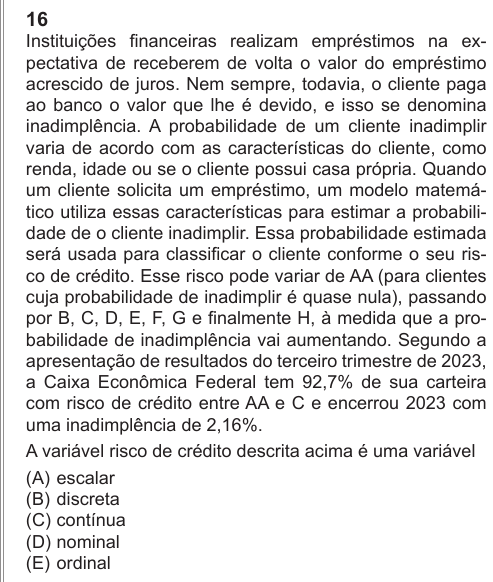 16
Instituições financeiras realizam empréstimos na ex-
pectativa de receberem de volta o valor do empréstimo
acrescido de juros. Nem sempre, todavia, o cliente paga
ao banco o valor que lhe é devido, e isso se denomina
inadimplência. A probabilidade de um cliente inadimplir
varia de acordo com as características do cliente, como
renda, idade ou se o cliente possui casa própria. Quando
um cliente solicita um empréstimo, um modelo matemá-
tico utiliza essas características para estimar a probabili-
dade de o cliente inadimplir. Essa probabilidade estimada
será usada para classificar o cliente conforme o seu ris-
co de crédito. Esse risco pode variar de AA (para clientes
cuja probabilidade de inadimplir é quase nula), passando
por B, C, D, E, F, G e finalmente H, à medida que a pro-
babilidade de inadimplência vai aumentando. Segundo a
apresentação de resultados do terceiro trimestre de 2023,
a Caixa Econômica Federal tem 92,7% de sua carteira
com risco de crédito entre AA e C e encerrou 2023 com
uma inadimplência de 2,16%.
A variável risco de crédito descrita acima é uma variável
(A) escalar
(B) discreta
(C) contínua
(D) nominal
(E) ordinal